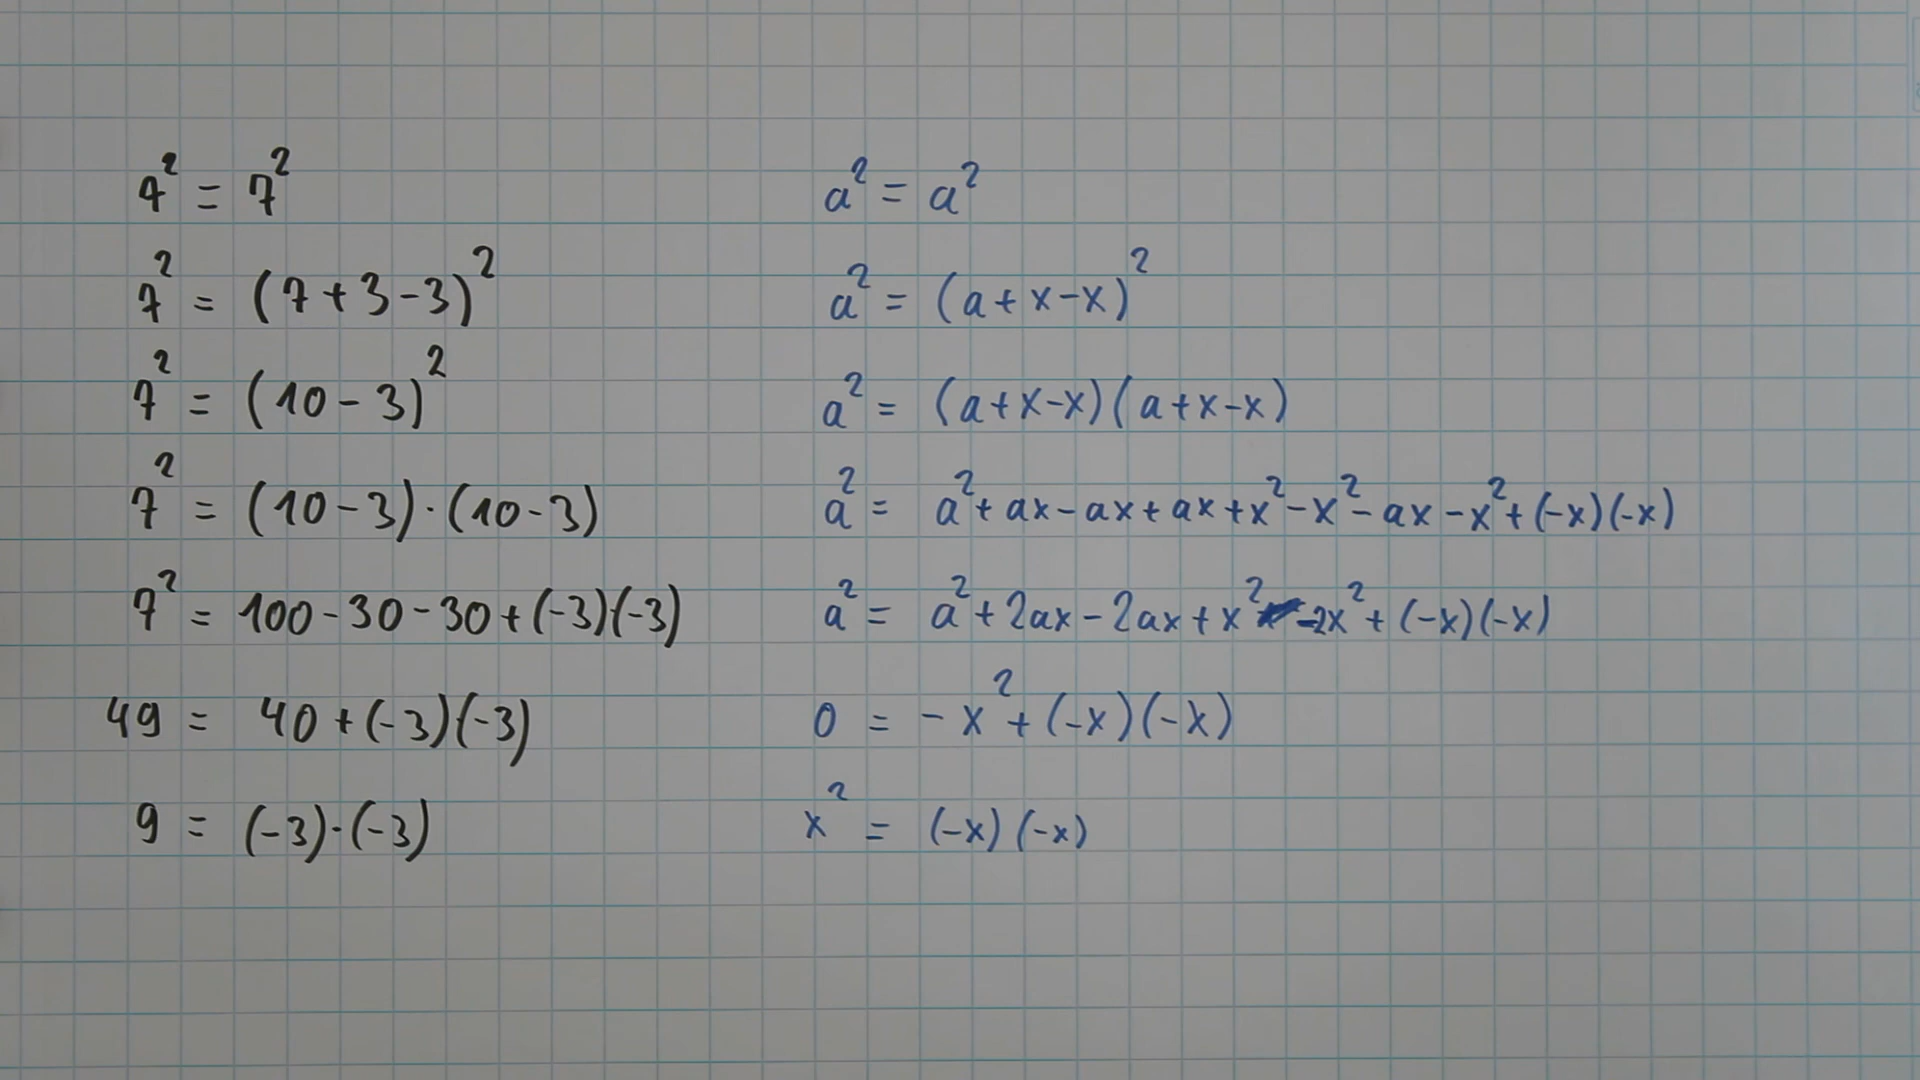 7² = 7²
7² = (7+3-3)²
7² = (10-3)²
7² = (10-3)·(10-3)
7² = 100-30-30+(-3)(-3)
49 = 40+(-3)(-3)
9 = (-3)·(-3)
a² = a²
a² = (a+x-x)²
a² = (a+x-x)(a+x-x)
a² = a²+ax-ax+ax+x²-x²-ax-x²+(-x)(-x)
a² = a²+2ax-2ax+x²-2x²+(-x)(-x)
0 = -x²+(-x)(-x)
x² = (-x)(-x)